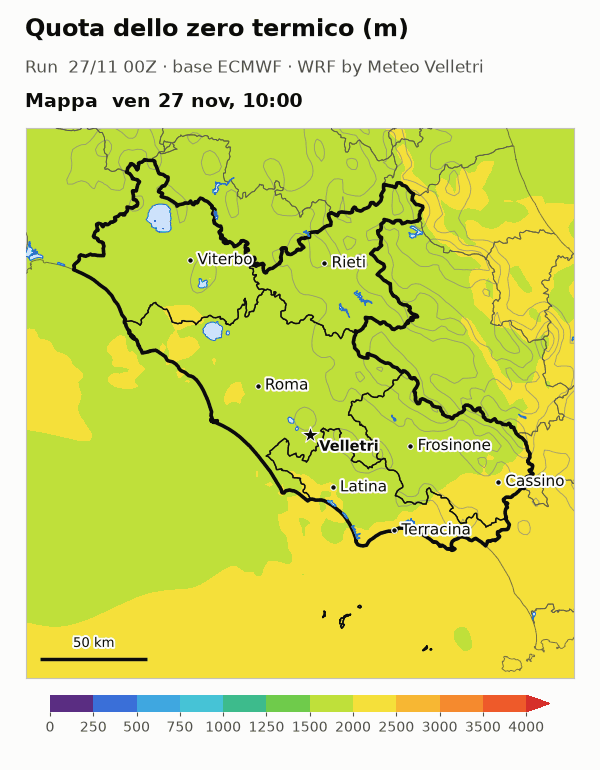 Quota dello zero termico (m)
Run  27/11 00Z · base ECMWF · WRF by Meteo Velletri
Mappa  ven 27 nov, 10:00
Viterbo
Rieti
Roma
Velletri
Frosinone
Cassino
Latina
Terracina
50 km
0 250 500 750 1000 1250 1500 2000 2500 3000 3500 4000